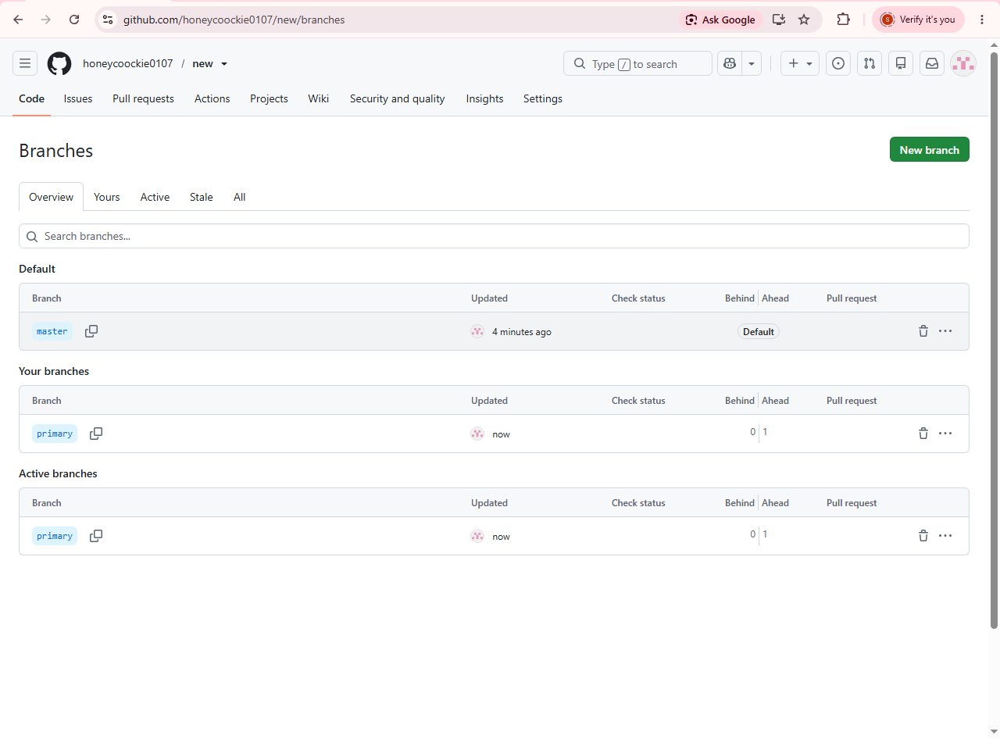 github.com/honeycoockie0107/new/branches Ask Google S Verify it's you
honeycoockie0107 / new Type / to search
Code Issues Pull requests Actions Projects Wiki Security and quality Insights Settings
Branches New branch
Overview Yours Active Stale All
Search branches...
Default
Branch Updated Check status Behind Ahead Pull request
master 4 minutes ago Default
Your branches
Branch Updated Check status Behind Ahead Pull request
primary now 0 1
Active branches
Branch Updated Check status Behind Ahead Pull request
primary now 0 1